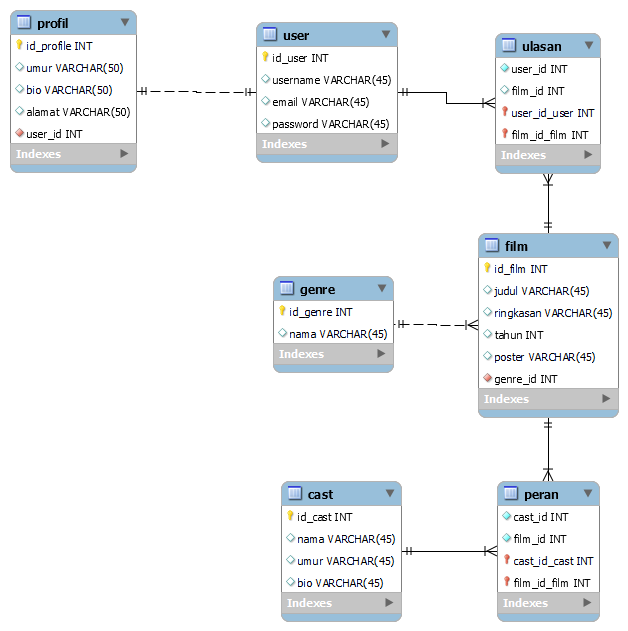 profil
id_profile INT
umur VARCHAR(50)
bio VARCHAR(50)
alamat VARCHAR(50)
user_id INT
Indexes
user
id_user INT
username VARCHAR(45)
email VARCHAR(45)
password VARCHAR(45)
Indexes
ulasan
user_id INT
film_id INT
user_id_user INT
film_id_film INT
Indexes
genre
id_genre INT
nama VARCHAR(45)
Indexes
film
id_film INT
judul VARCHAR(45)
ringkasan VARCHAR(45)
tahun INT
poster VARCHAR(45)
genre_id INT
Indexes
cast
id_cast INT
nama VARCHAR(45)
umur VARCHAR(45)
bio VARCHAR(45)
Indexes
peran
cast_id INT
film_id INT
cast_id_cast INT
film_id_film INT
Indexes